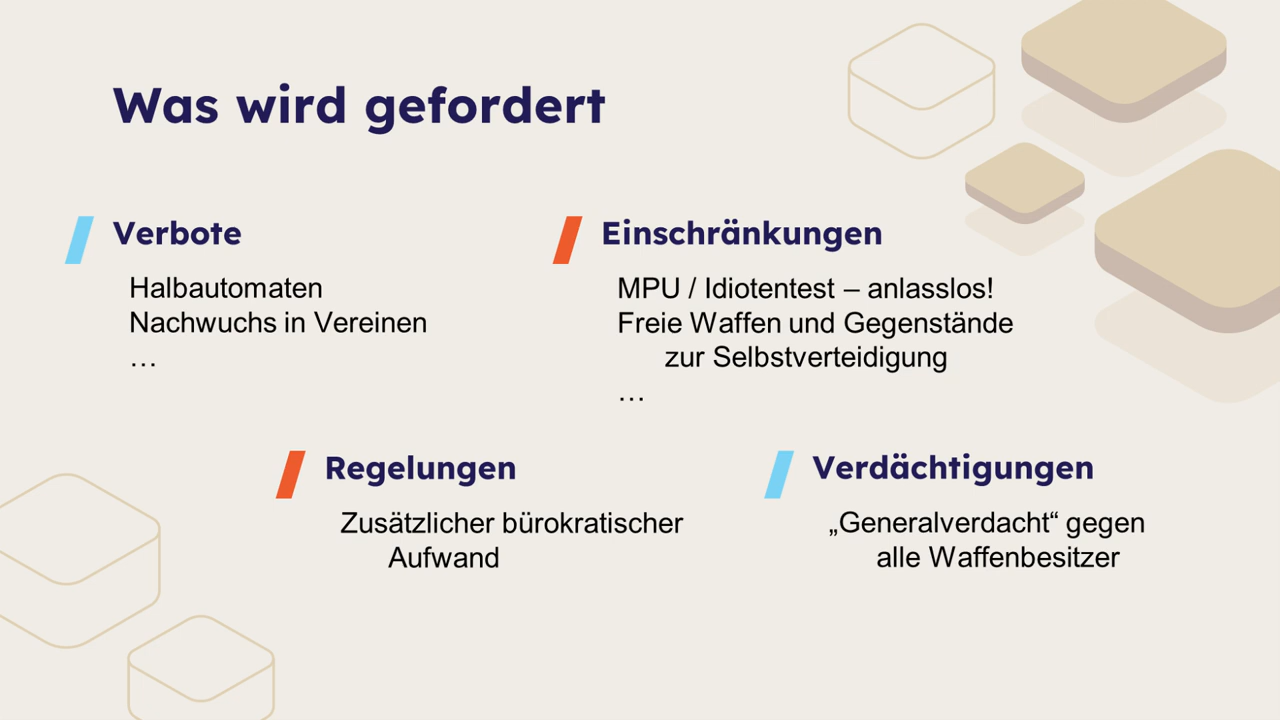 Was wird gefordert
Verbote
Halbautomaten
Nachwuchs in Vereinen
…
Einschränkungen
MPU / Idiotentest – anlasslos!
Freie Waffen und Gegenstände
zur Selbstverteidigung
…
Regelungen
Zusätzlicher bürokratischer
Aufwand
Verdächtigungen
„Generalverdacht“ gegen
alle Waffenbesitzer